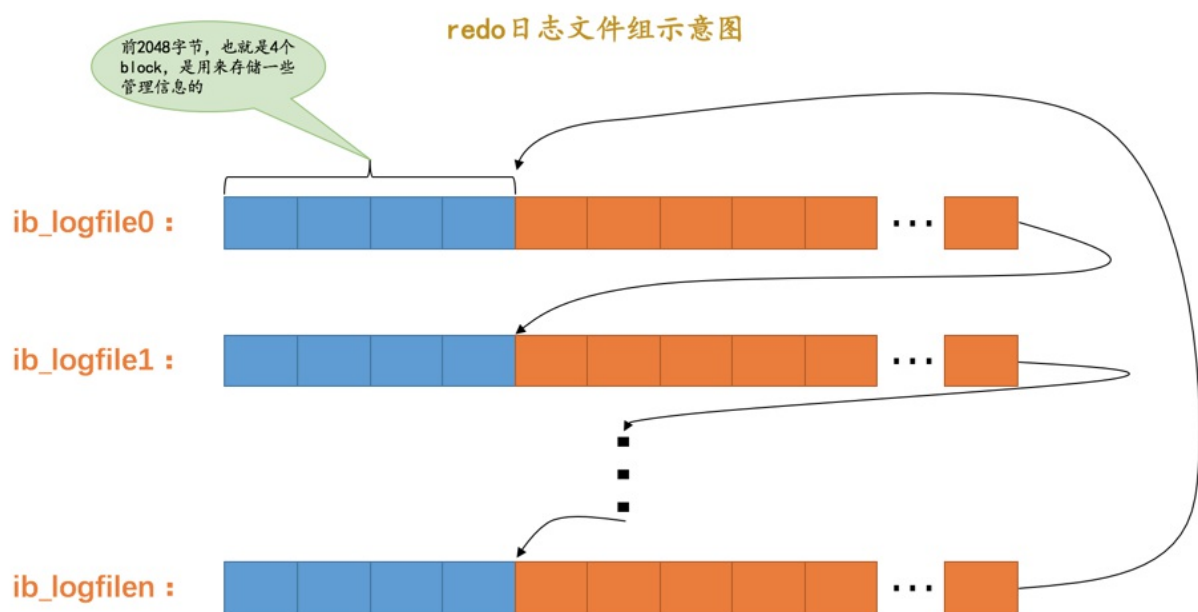 redo日志文件组示意图
前2048字节，也就是4个
block，是用来存储一些
管理信息的
ib_logfile0：
...
ib_logfile1：
...
ib_logfilen：
...